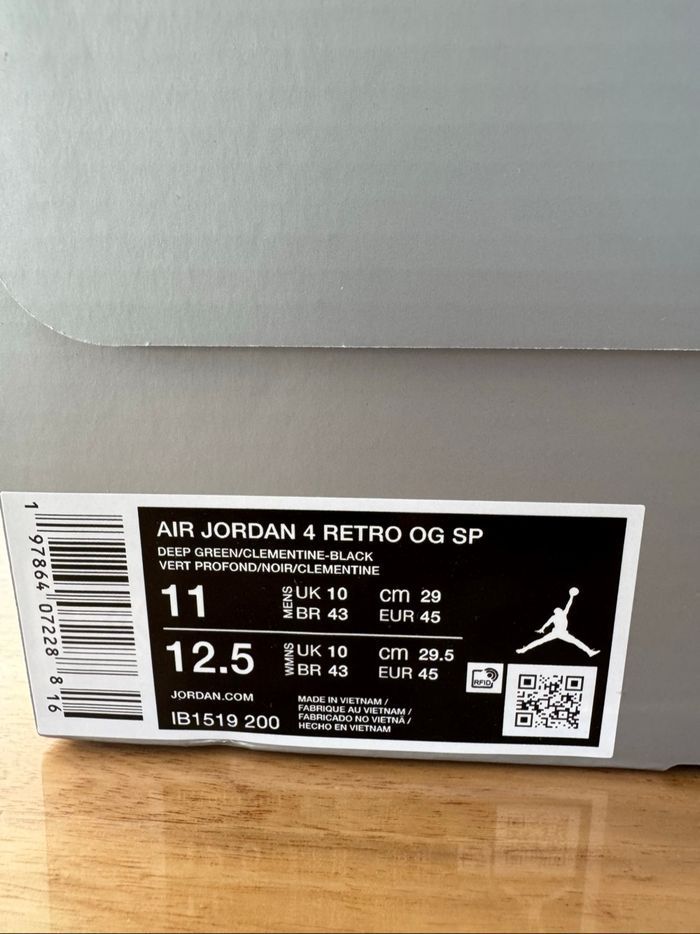 AIR JORDAN 4 RETRO OG SP
DEEP GREEN/CLEMENTINE-BLACK
VERT PROFOND/NOIR/CLEMENTINE
11
MENS
UK 10 cm 29
BR 43 EUR 45
12.5
WMNS
UK 10 cm 29.5
BR 43 EUR 45
JORDAN.COM
IB1519 200
MADE IN VIETNAM /
FABRIQUE AU VIETNAM /
FABRICADO NO VIETNÃ /
HECHO EN VIETNAM
RFID
1 97864 07228 8 16